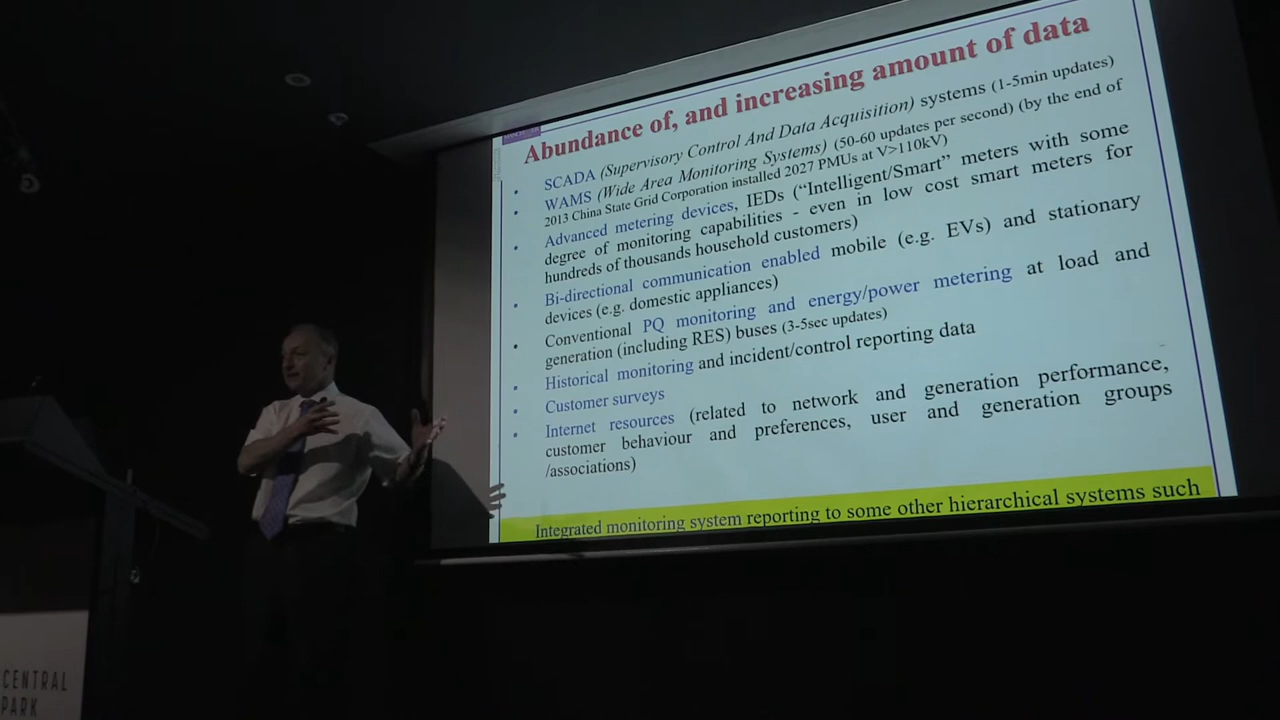 Abundance of, and increasing amount of data
• SCADA (Supervisory Control And Data Acquisition) systems (1-5min updates)
• WAMS (Wide Area Monitoring Systems) (50-60 updates per second) (by the end of
2013 China State Grid Corporation installed 2027 PMUs at V>110kV)
• Advanced metering devices, IEDs (“Intelligent/Smart” meters with some
degree of monitoring capabilities - even in low cost smart meters for
hundreds of thousands household customers)
• Bi-directional communication enabled mobile (e.g. EVs) and stationary
devices (e.g. domestic appliances)
• Conventional PQ monitoring and energy/power metering at load and
generation (including RES) buses (3-5sec updates)
• Historical monitoring and incident/control reporting data
• Customer surveys
• Internet resources (related to network and generation performance,
customer behaviour and preferences, user and generation groups
/associations)
Integrated monitoring system reporting to some other hierarchical systems such
CENTRAL
PARK